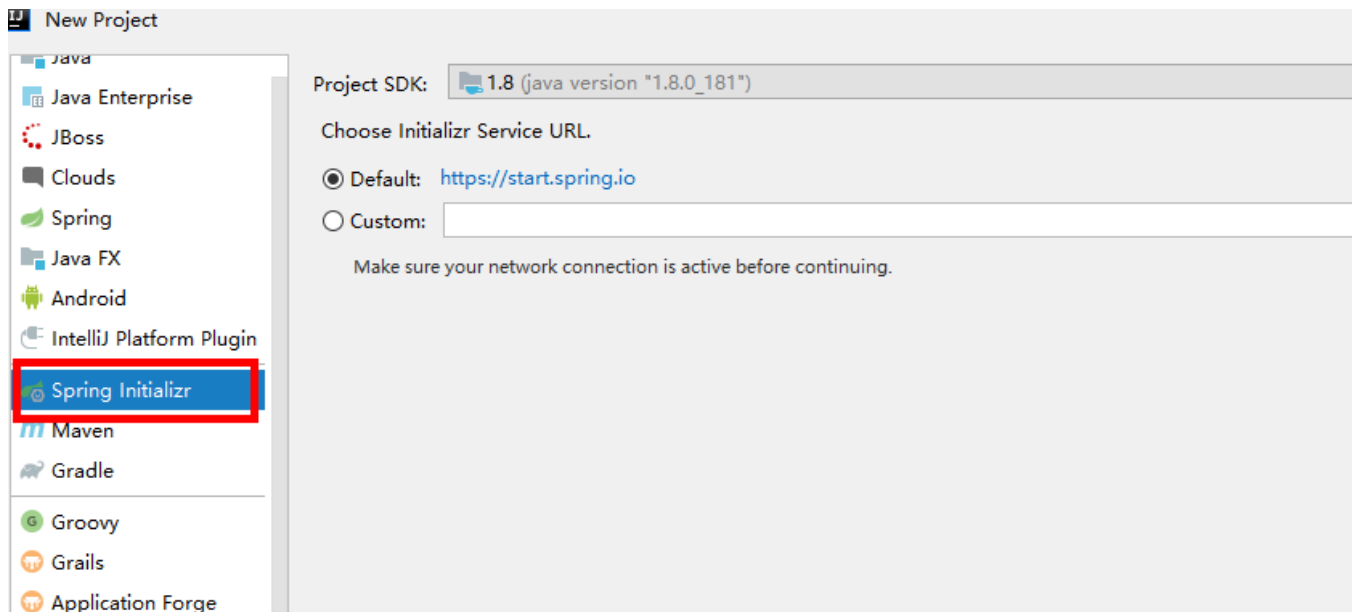 New Project
Java
Java Enterprise
JBoss
Clouds
Spring
Java FX
Android
IntelliJ Platform Plugin
Spring Initializr
Maven
Gradle
Groovy
Grails
Application Forge
Project SDK: 1.8 (java version "1.8.0_181")
Choose Initializr Service URL.
Default: https://start.spring.io
Custom:
Make sure your network connection is active before continuing.